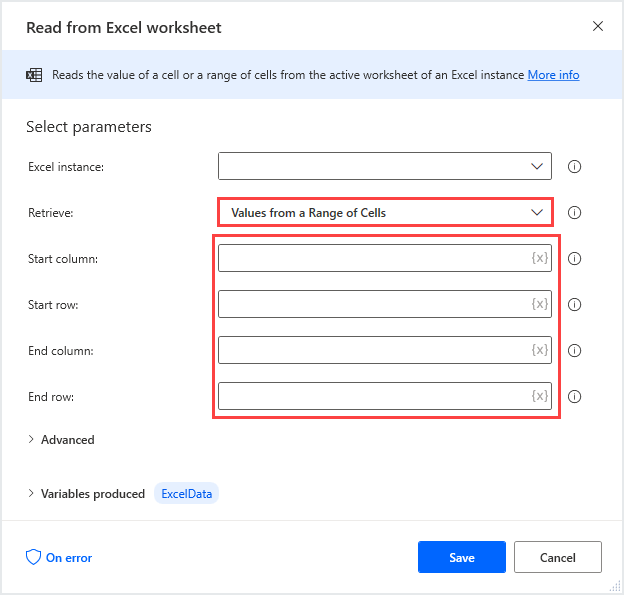 Read from Excel worksheet
Reads the value of a cell or a range of cells from the active worksheet of an Excel instance More info
Select parameters
Excel instance:
Retrieve:
Values from a Range of Cells
Start column:
{x}
Start row:
{x}
End column:
{x}
End row:
{x}
Advanced
Variables produced ExcelData
On error
Save
Cancel